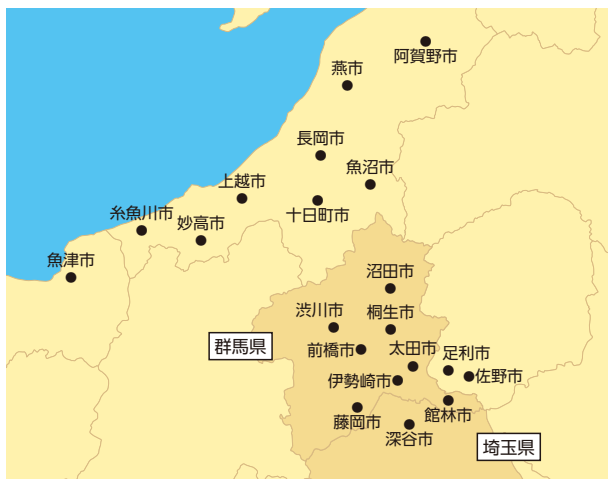 阿賀野市
燕市
長岡市
魚沼市
上越市
十日町市
糸魚川市
妙高市
魚津市
沼田市
渋川市
桐生市
群馬県
前橋市
太田市
足利市
佐野市
伊勢崎市
藤岡市
館林市
深谷市
埼玉県